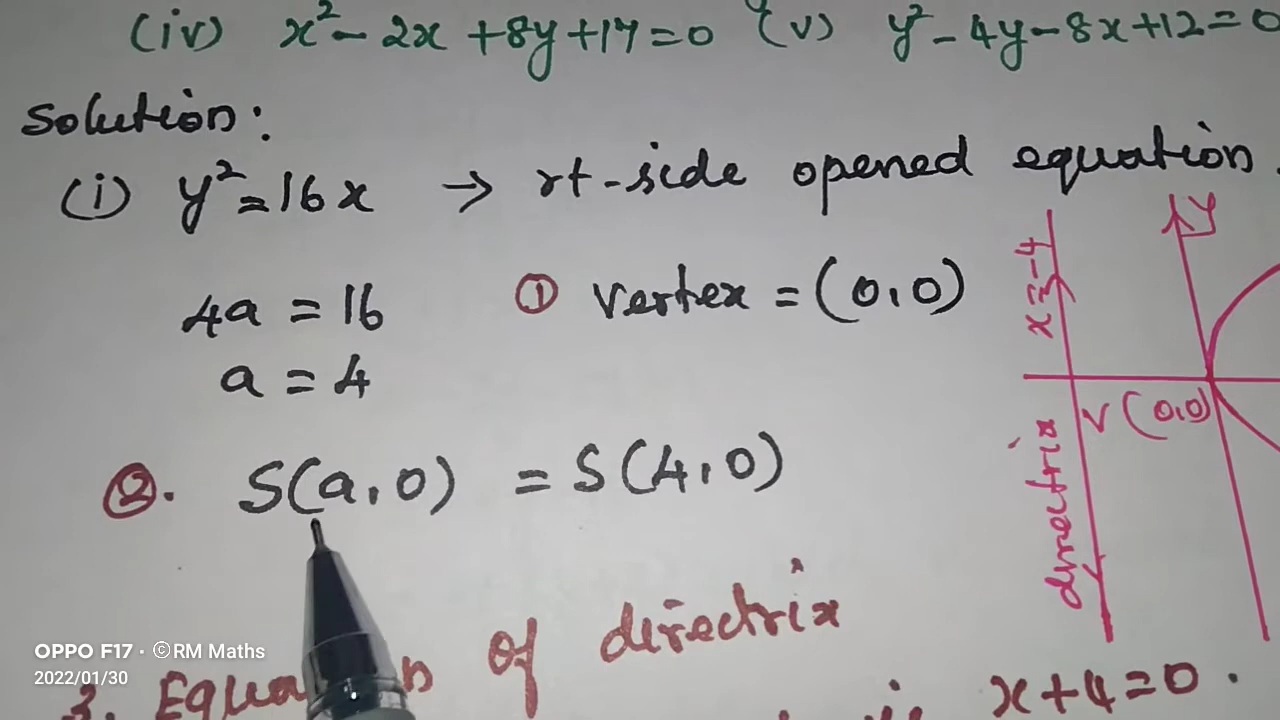 (iv) x² - 2x + 8y + 17 = 0 (v) y² - 4y - 8x + 12 = 0
Solution:
(i) y² = 16x → rt-side opened equation.
4a = 16 ① Vertex = (0,0)
a = 4
②. S(a,0) = S(4,0)
3. of directrix
x + 4 = 0.
y
x = -4
V (0,0)
directrix
OPPO F17 · ©RM Maths
2022/01/30